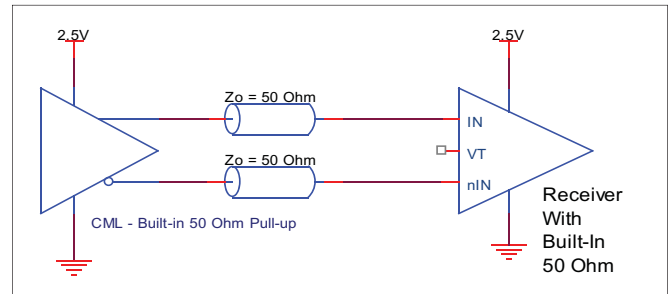 2.5V
2.5V
Zo = 50 Ohm
IN
VT
Zo = 50 Ohm
nIN
CML - Built-in 50 Ohm Pull-up
Receiver
With
Built-In
50 Ohm